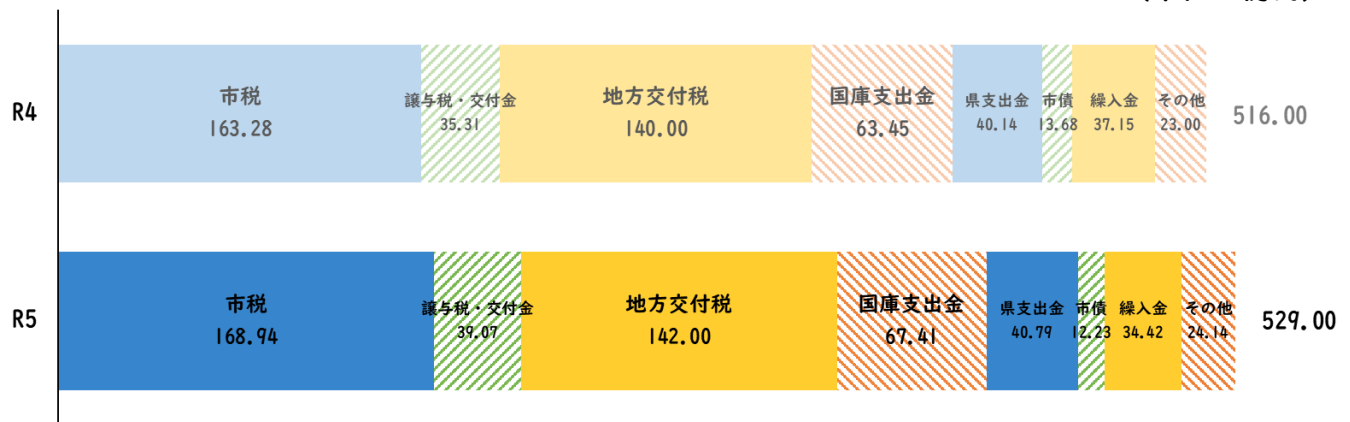 R4
市税
163.28
譲与税・交付金
35.31
地方交付税
140.00
国庫支出金
63.45
県支出金
40.14
市債
13.68
繰入金
37.15
その他
23.00
516.00
R5
市税
168.94
譲与税・交付金
39.07
地方交付税
142.00
国庫支出金
67.41
県支出金
40.79
市債
12.23
繰入金
34.42
その他
24.14
529.00